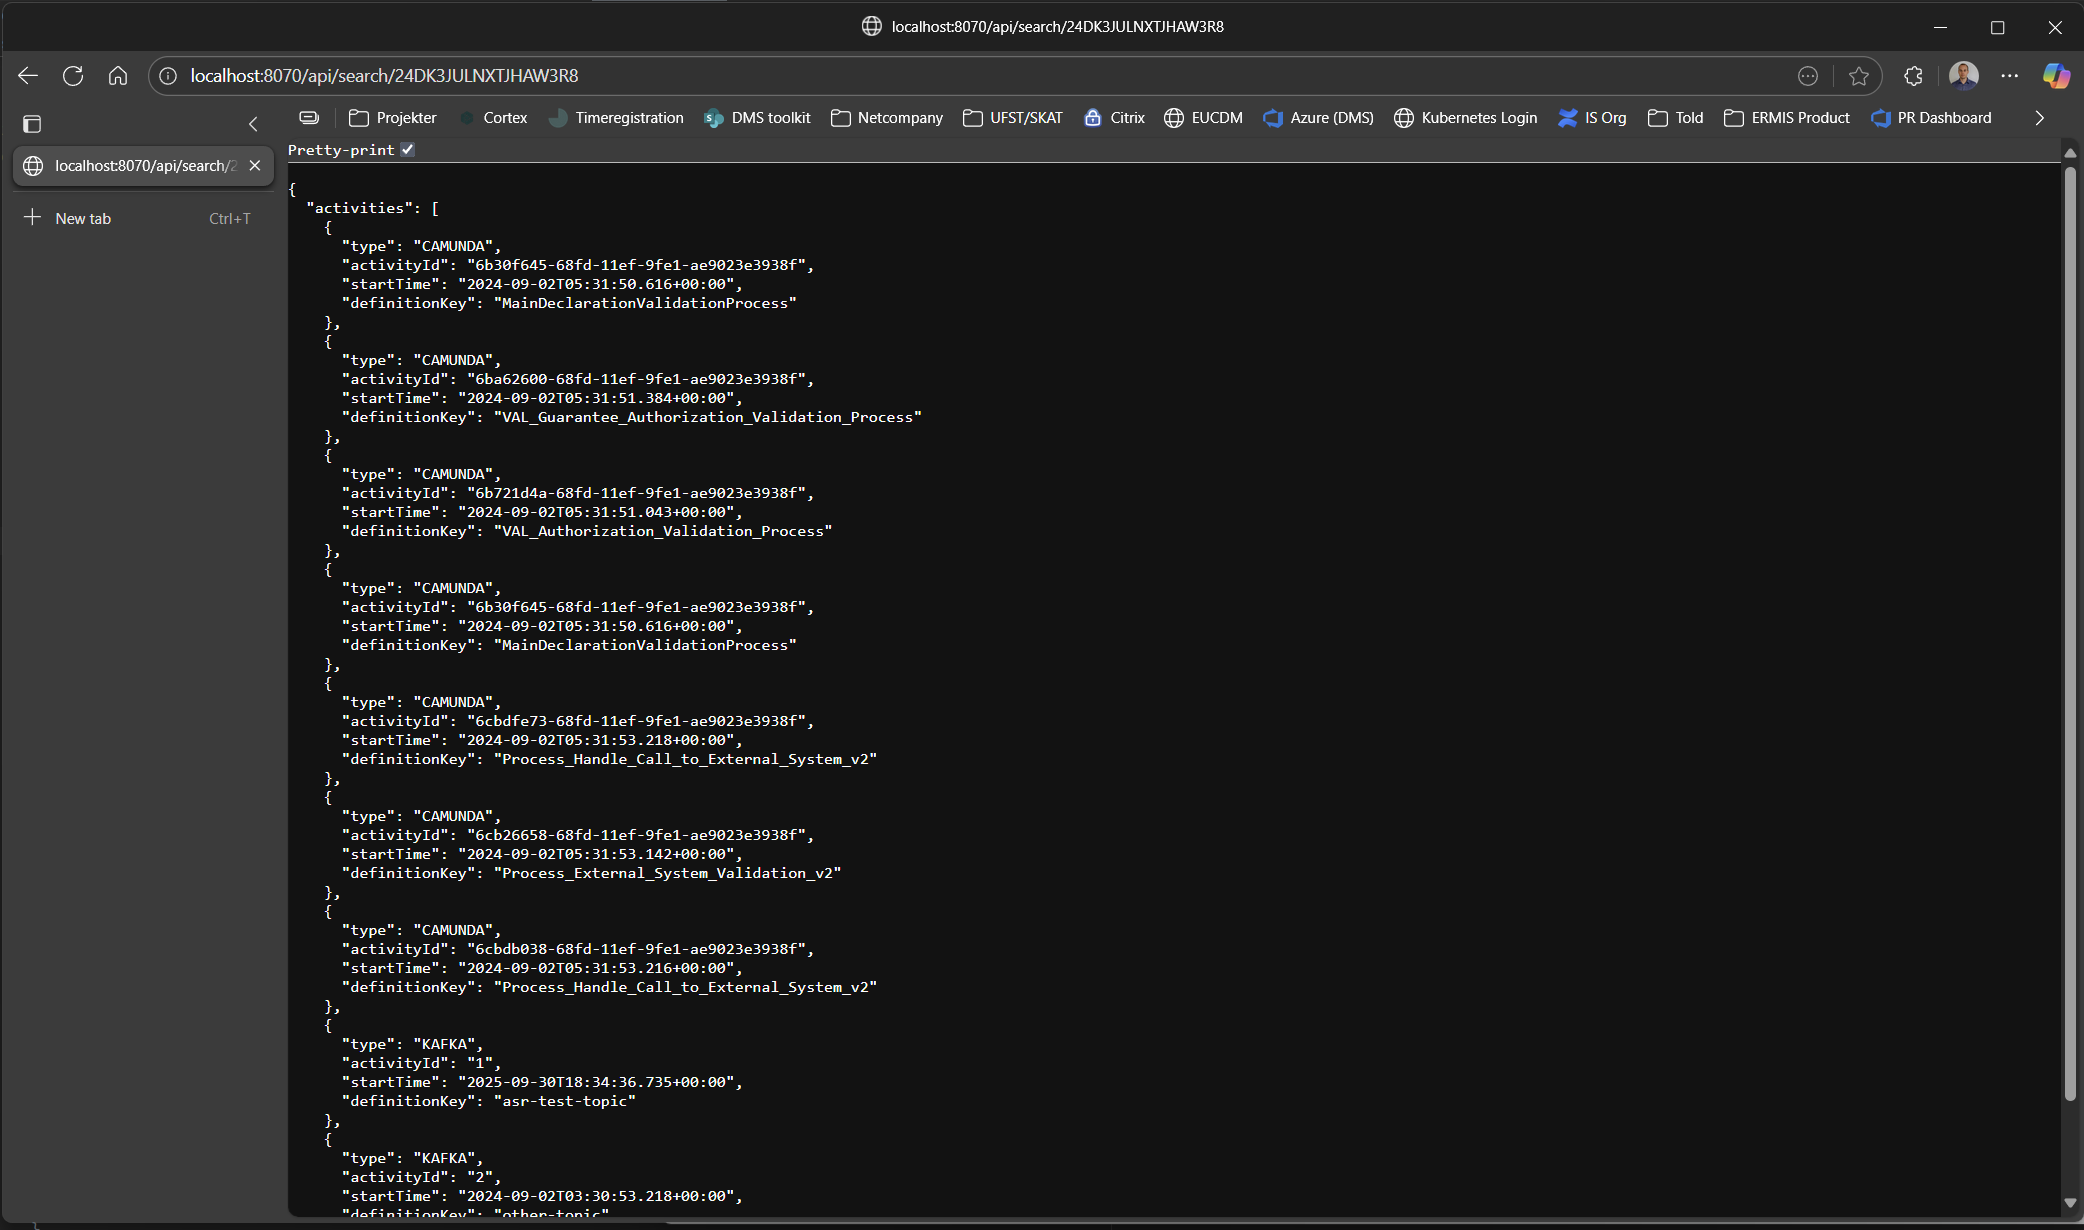 localhost:8070/api/search/24DK3JULNXTJHAW3R8
localhost:8070/api/search/24DK3JULNXTJHAW3R8
Projekter
Cortex
Timeregistration
DMS toolkit
Netcompany
UFST/SKAT
Citrix
EUCDM
Azure (DMS)
Kubernetes Login
IS Org
Told
ERMIS Product
PR Dashboard
localhost:8070/api/search/2
New tab Ctrl+T
Pretty-print
{
"activities": [
{
"type": "CAMUNDA",
"activityId": "6b30f645-68fd-11ef-9fe1-ae9023e3938f",
"startTime": "2024-09-02T05:31:50.616+00:00",
"definitionKey": "MainDeclarationValidationProcess"
},
{
"type": "CAMUNDA",
"activityId": "6ba62600-68fd-11ef-9fe1-ae9023e3938f",
"startTime": "2024-09-02T05:31:51.384+00:00",
"definitionKey": "VAL_Guarantee_Authorization_Validation_Process"
},
{
"type": "CAMUNDA",
"activityId": "6b721d4a-68fd-11ef-9fe1-ae9023e3938f",
"startTime": "2024-09-02T05:31:51.043+00:00",
"definitionKey": "VAL_Authorization_Validation_Process"
},
{
"type": "CAMUNDA",
"activityId": "6b30f645-68fd-11ef-9fe1-ae9023e3938f",
"startTime": "2024-09-02T05:31:50.616+00:00",
"definitionKey": "MainDeclarationValidationProcess"
},
{
"type": "CAMUNDA",
"activityId": "6cbdfe73-68fd-11ef-9fe1-ae9023e3938f",
"startTime": "2024-09-02T05:31:53.218+00:00",
"definitionKey": "Process_Handle_Call_to_External_System_v2"
},
{
"type": "CAMUNDA",
"activityId": "6cb26658-68fd-11ef-9fe1-ae9023e3938f",
"startTime": "2024-09-02T05:31:53.142+00:00",
"definitionKey": "Process_External_System_Validation_v2"
},
{
"type": "CAMUNDA",
"activityId": "6cbdb038-68fd-11ef-9fe1-ae9023e3938f",
"startTime": "2024-09-02T05:31:53.216+00:00",
"definitionKey": "Process_Handle_Call_to_External_System_v2"
},
{
"type": "KAFKA",
"activityId": "1",
"startTime": "2025-09-30T18:34:36.735+00:00",
"definitionKey": "asr-test-topic"
},
{
"type": "KAFKA",
"activityId": "2",
"startTime": "2024-09-02T03:30:53.218+00:00",
"definitionKey": "other-topic"